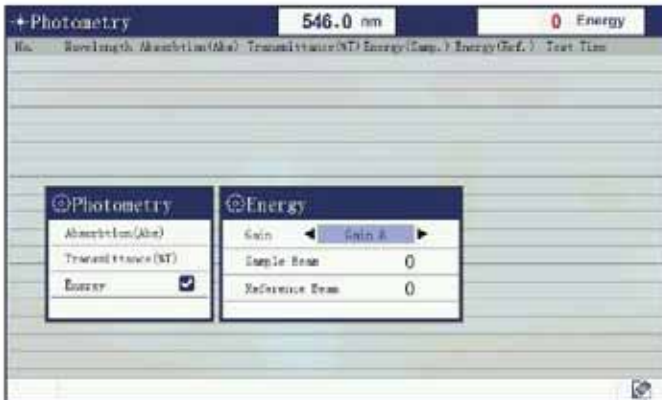 Photometry 546.0 nm 0 Energy
No. Wavelength Absorbtion(Abs) Transmittance(%T) Energy(Samp.) Energy(Ref.) Test Time
Photometry
Absorbtion(Abs)
Transmittance(%T)
Energy
Energy
Gain Gain A
Sample Beam 0
Reference Beam 0